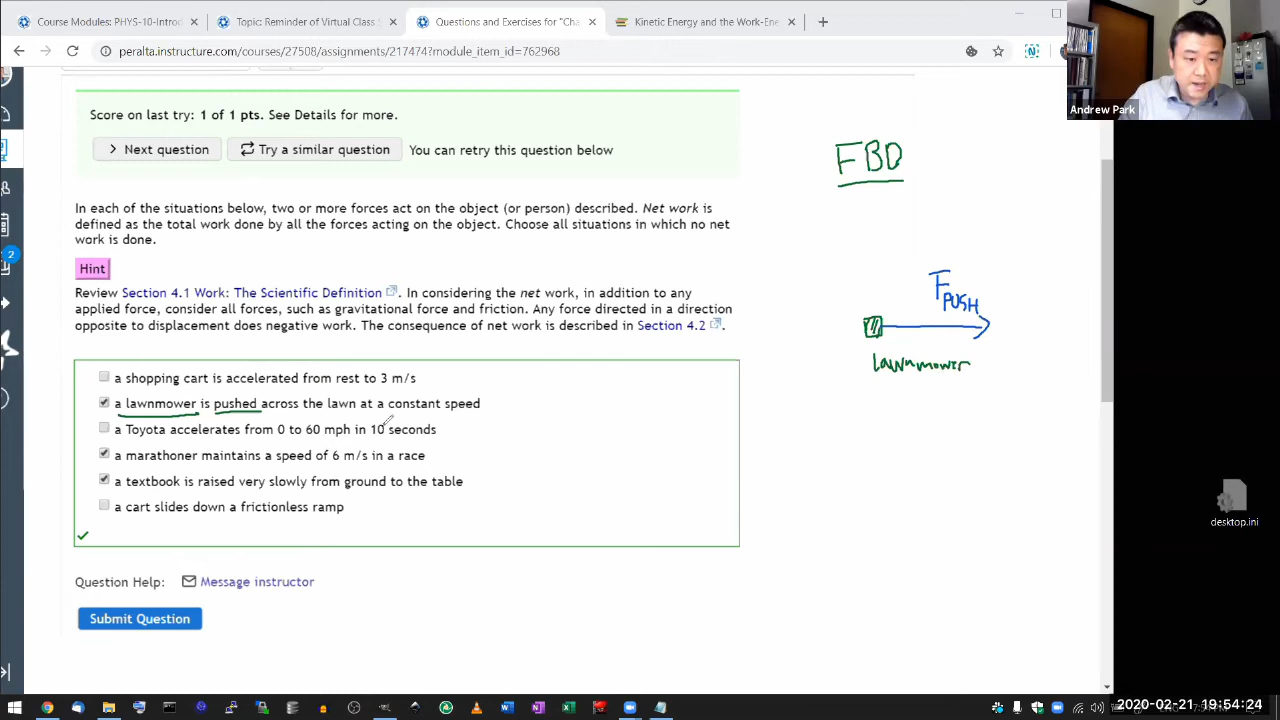 Course Modules: PHYS-10-Introd
Topic Reminder of Virtual Class S
Questions and Exercises for "Cha
Kinetic Energy and the Work-Ene
peralta.instructure.com/courses/27508/assignments/217474?module_item_id=762968
Andrew Park
Score on last try: 1 of 1 pts. See Details for more.
Next question
Try a similar question
You can retry this question below
FBD
In each of the situations below, two or more forces act on the object (or person) described. Net work is
defined as the total work done by all the forces acting on the object. Choose all situations in which no net
work is done.
2
Hint
Review Section 4.1 Work: The Scientific Definition. In considering the net work, in addition to any
applied force, consider all forces, such as gravitational force and friction. Any force directed in a direction
opposite to displacement does negative work. The consequence of net work is described in Section 4.2.
F PUSH
lawnmower
a shopping cart is accelerated from rest to 3 m/s
a lawnmower is pushed across the lawn at a constant speed
a Toyota accelerates from 0 to 60 mph in 10 seconds
a marathoner maintains a speed of 6 m/s in a race
a textbook is raised very slowly from ground to the table
a cart slides down a frictionless ramp
desktop.ini
Question Help:
Message instructor
Submit Question
2020-02-21 19:54:24